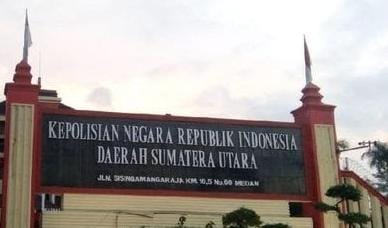 KEPOLISIAN NEGARA REPUBLIK INDONESIA
DAERAH SUMATERA UTARA
JLN. SISINGAMANGARAJA KM. 10,5 No.60 MEDAN